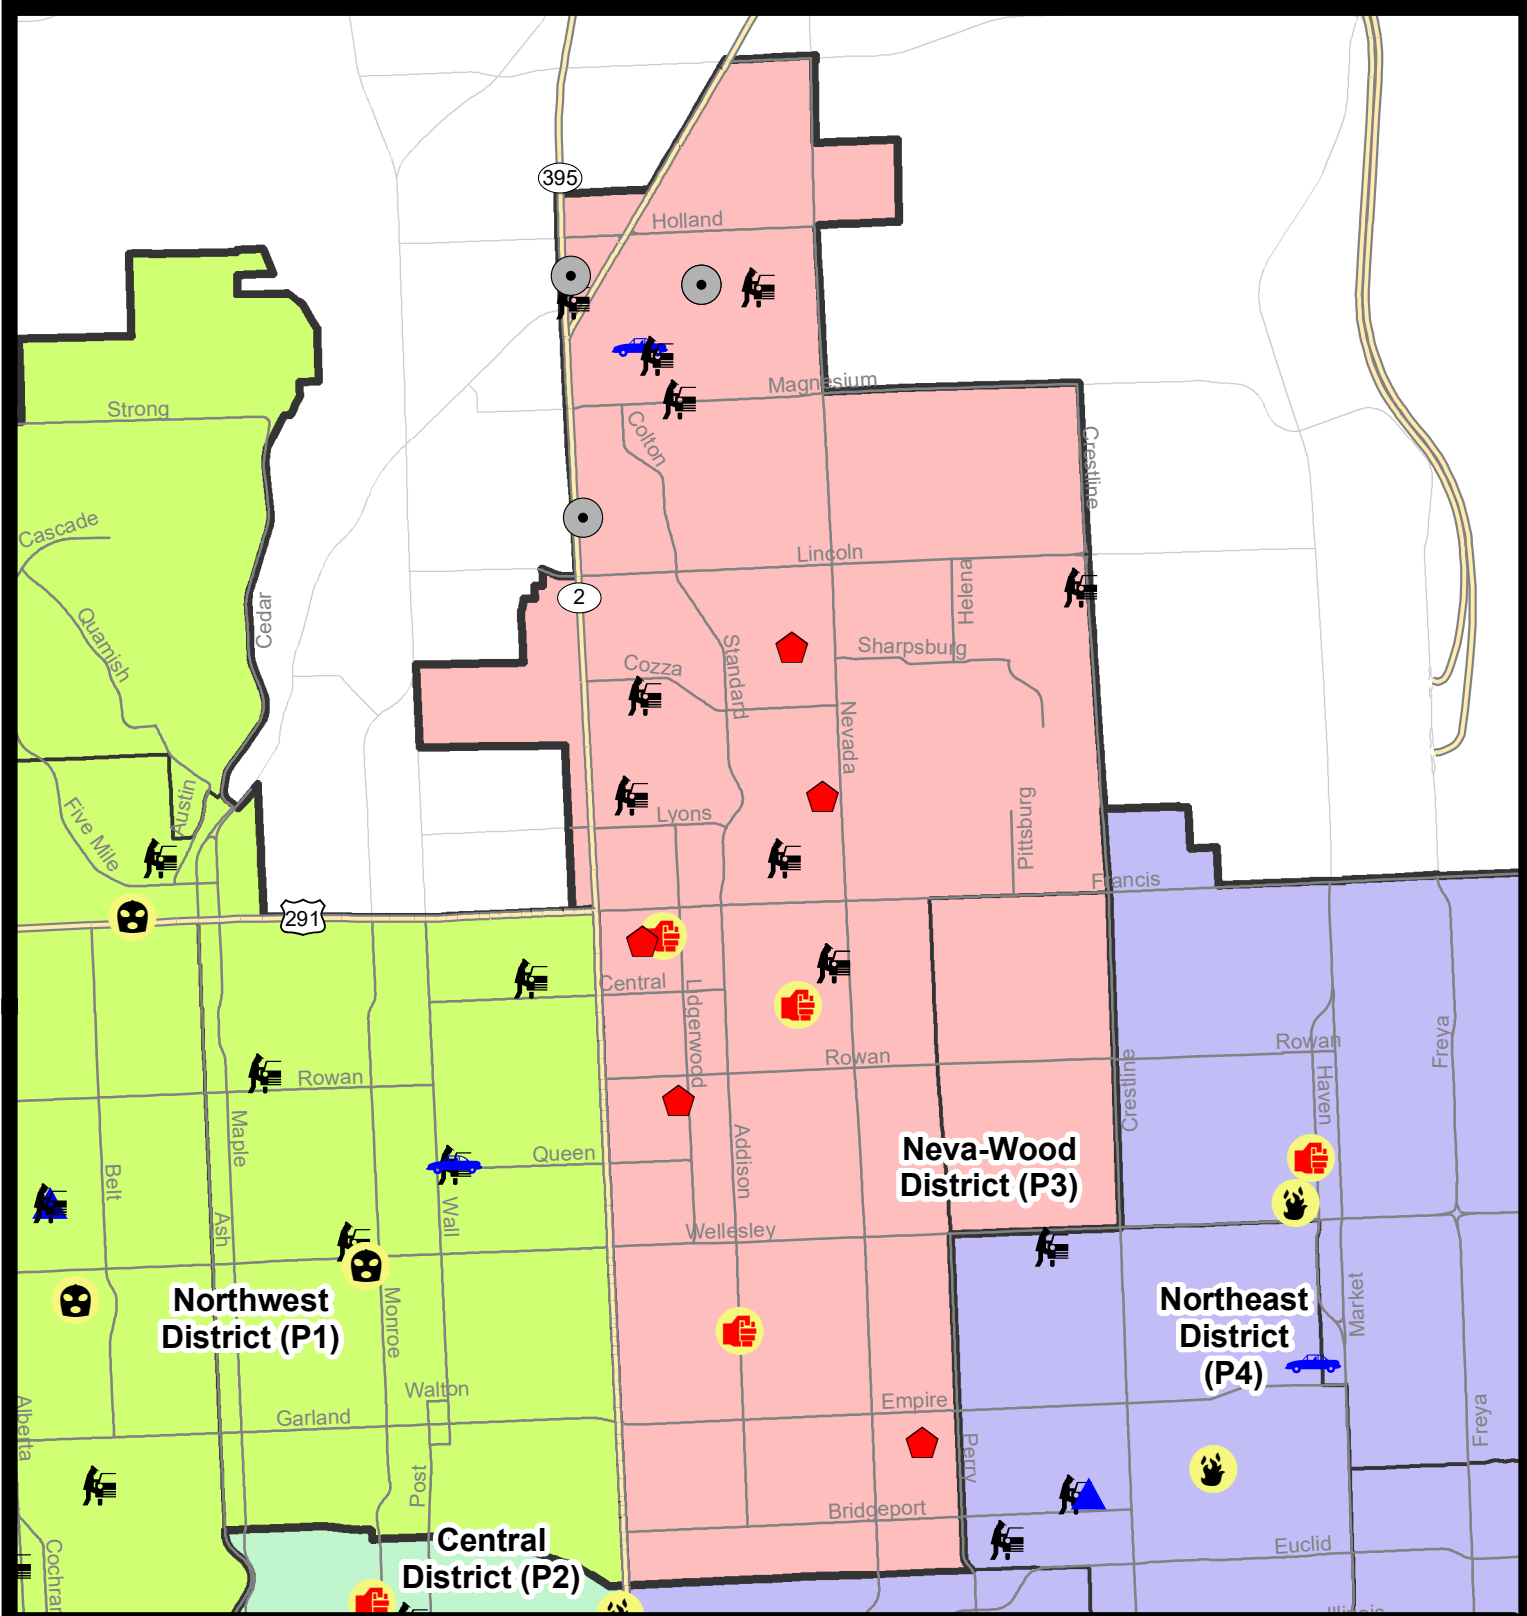 395
Holland
Magnesium
Strong
Colton
Crestline
Cascade
Lincoln
Helena
2
Cedar
Quamish
Standard
Sharpsburg
Cozza
Nevada
Austin
Five Mile
Lyons
Pittsburg
Francis
291
Central
Lidgerwood
Freya
Rowan
Rowan
Rowan
Haven
Crestline
Maple
Queen
Addison
Neva-Wood
District (P3)
Belt
Wall
Ash
Wellesley
Northwest
District (P1)
Monroe
Northeast
District
(P4)
Market
Walton
Empire
Garland
Alberta
Freya
Perry
Post
Bridgeport
Central
District (P2)
Euclid
Cochran